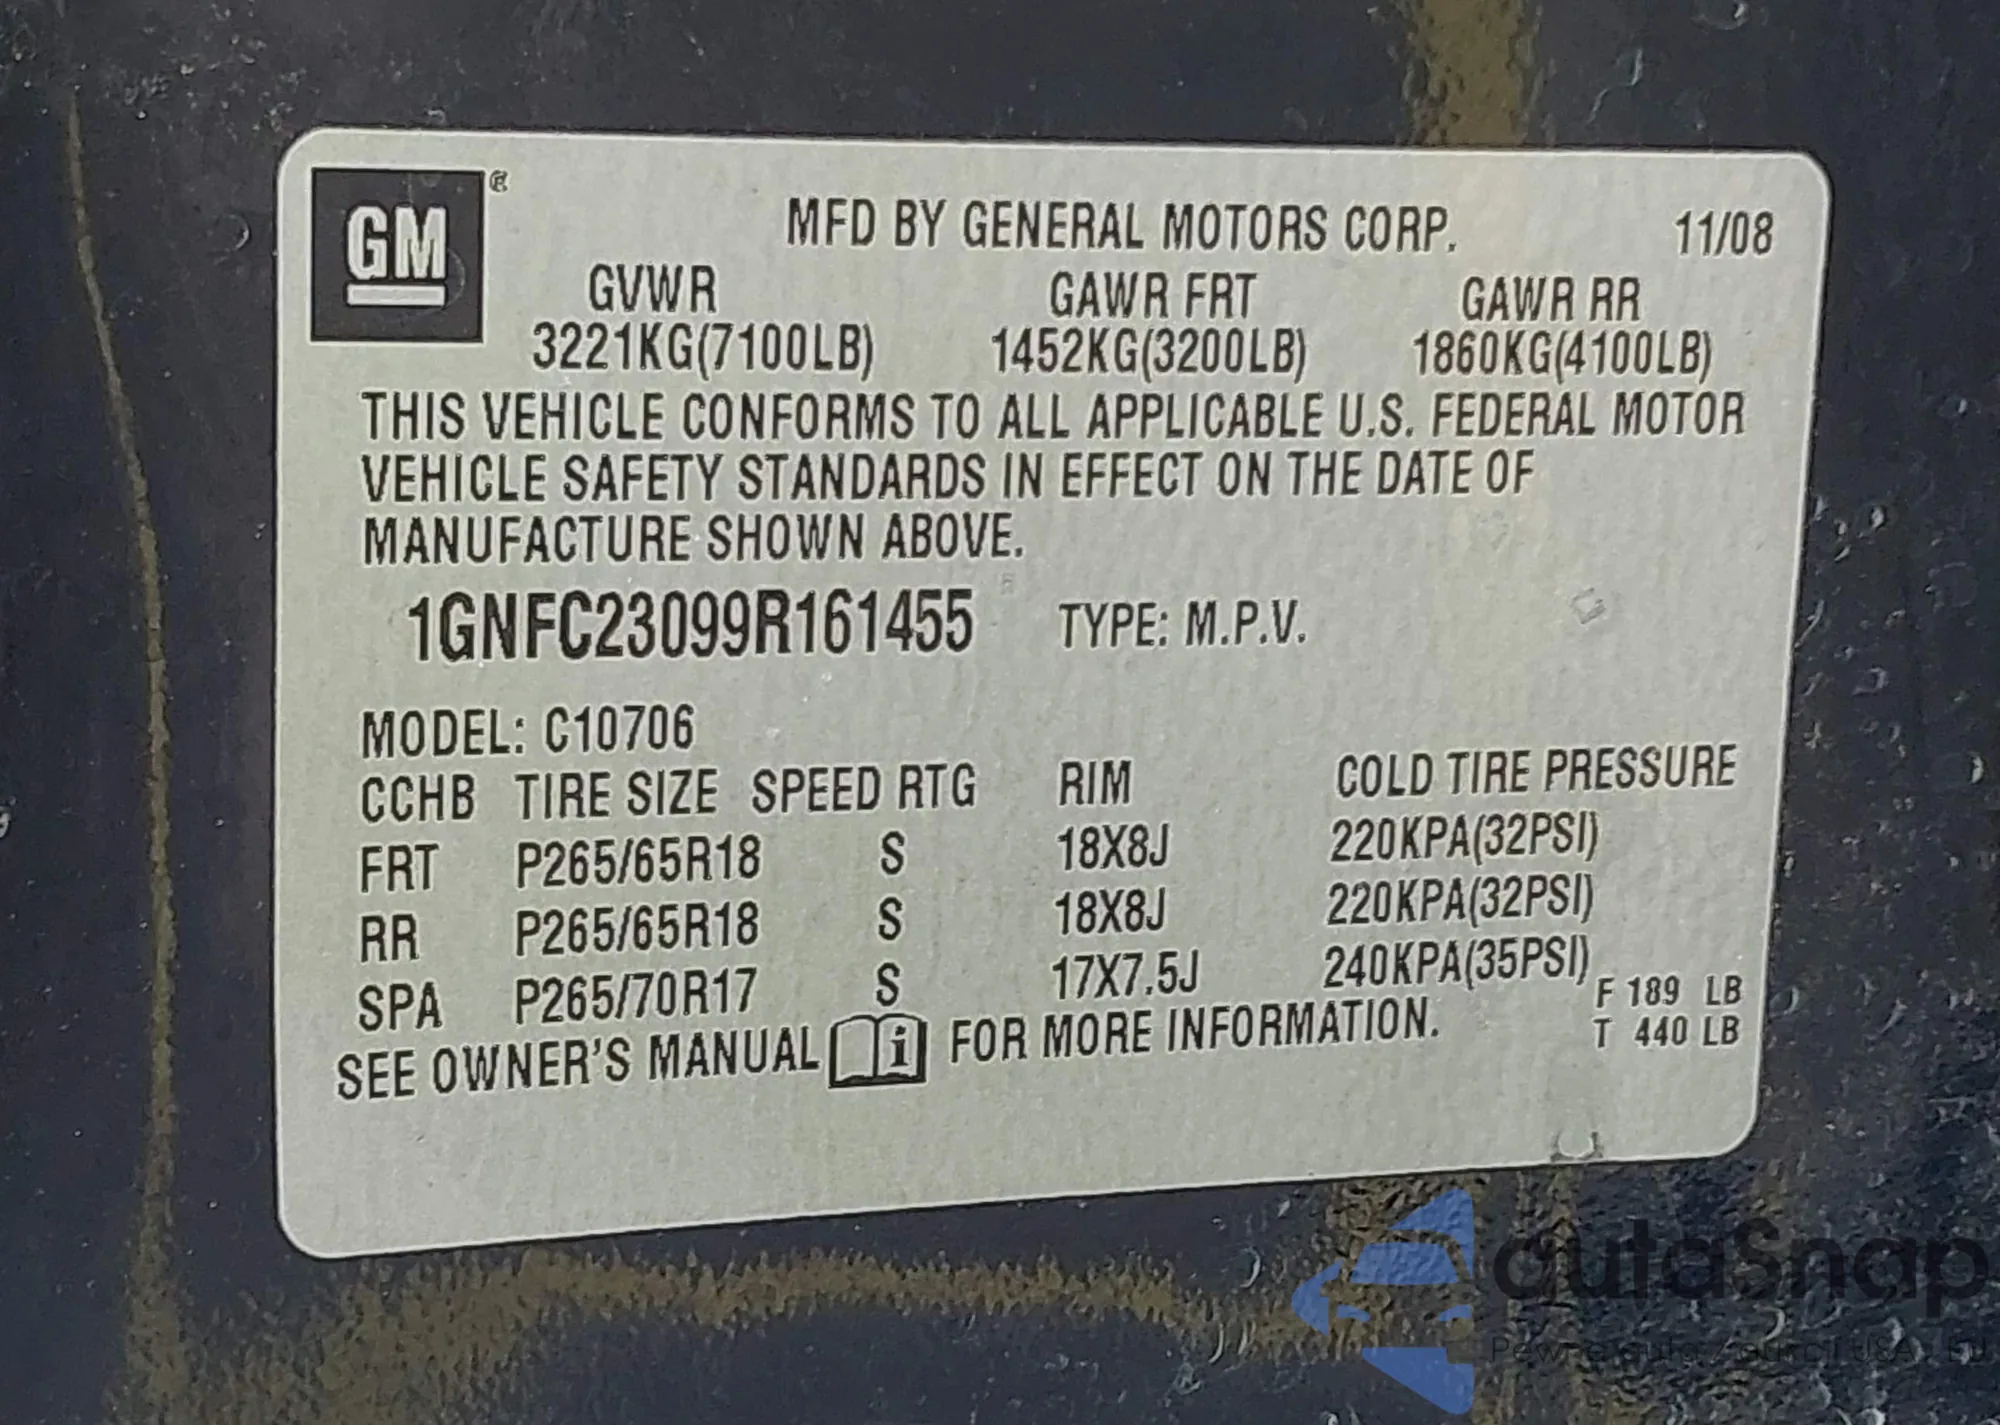 GM ®
MFD BY GENERAL MOTORS CORP. 11/08
GVWR GAWR FRT GAWR RR
3221KG(7100LB) 1452KG(3200LB) 1860KG(4100LB)
THIS VEHICLE CONFORMS TO ALL APPLICABLE U.S. FEDERAL MOTOR
VEHICLE SAFETY STANDARDS IN EFFECT ON THE DATE OF
MANUFACTURE SHOWN ABOVE.
1GNFC23099R161455 TYPE: M.P.V.
MODEL: C10706
CCHB TIRE SIZE SPEED RTG RIM COLD TIRE PRESSURE
FRT P265/65R18 S 18X8J 220KPA(32PSI)
RR P265/65R18 S 18X8J 220KPA(32PSI)
SPA P265/70R17 S 17X7.5J 240KPA(35PSI)
F 189 LB
T 440 LB
SEE OWNER'S MANUAL i FOR MORE INFORMATION.
autaSnap